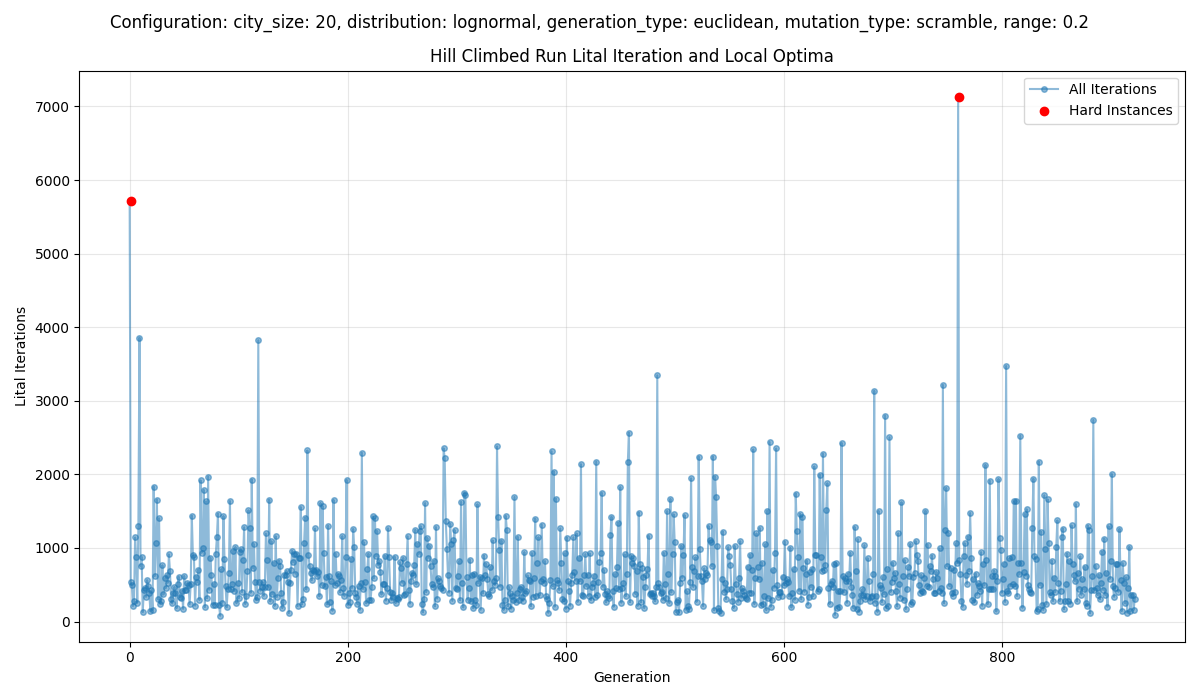 Configuration: city_size: 20, distribution: lognormal, generation_type: euclidean, mutation_type: scramble, range: 0.2
Hill Climbed Run Lital Iteration and Local Optima
All Iterations
Hard Instances
7000
6000
5000
4000
3000
2000
1000
0
Lital Iterations
0 200 400 600 800
Generation